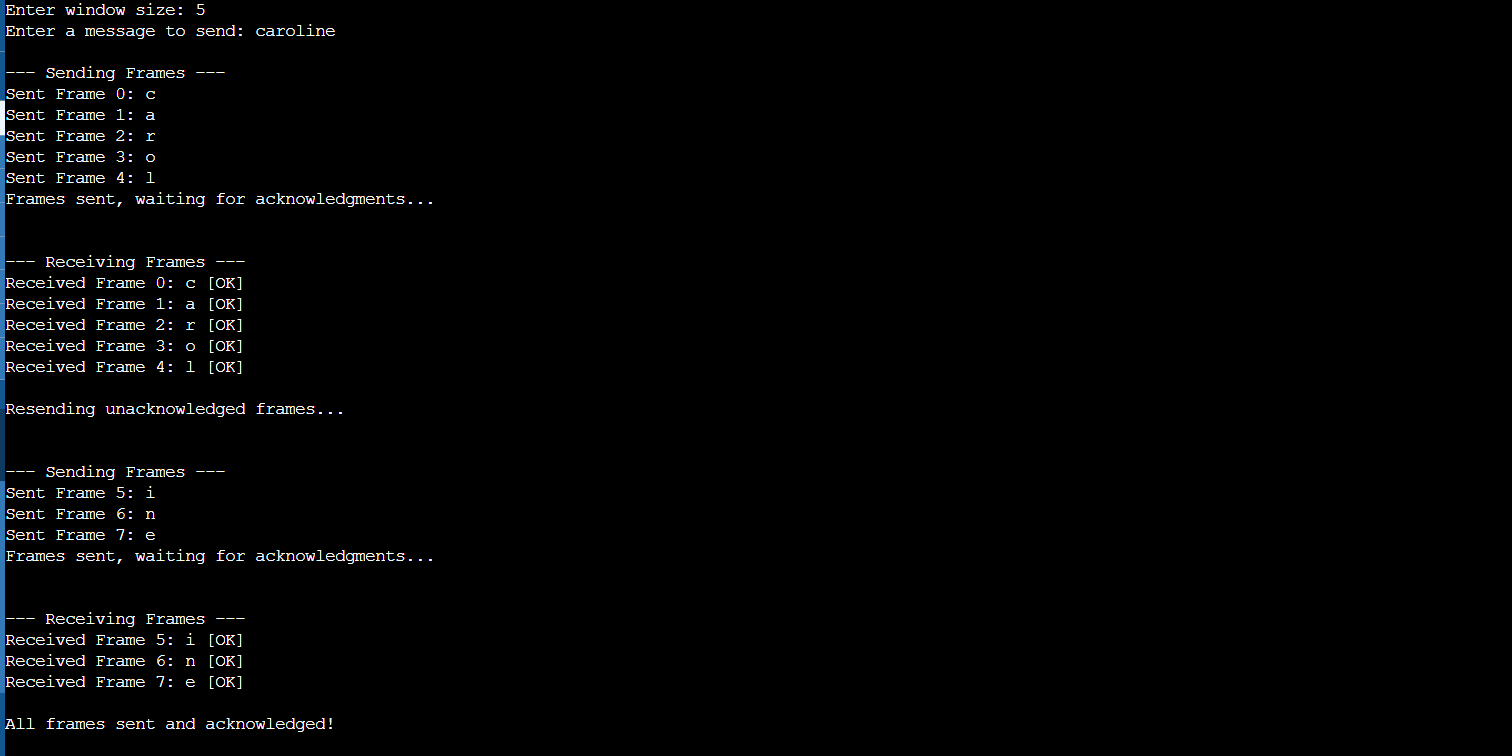 Enter window size: 5
Enter a message to send: caroline
--- Sending Frames ---
Sent Frame 0: c
Sent Frame 1: a
Sent Frame 2: r
Sent Frame 3: o
Sent Frame 4: l
Frames sent, waiting for acknowledgments...
--- Receiving Frames ---
Received Frame 0: c [OK]
Received Frame 1: a [OK]
Received Frame 2: r [OK]
Received Frame 3: o [OK]
Received Frame 4: l [OK]
Resending unacknowledged frames...
--- Sending Frames ---
Sent Frame 5: i
Sent Frame 6: n
Sent Frame 7: e
Frames sent, waiting for acknowledgments...
--- Receiving Frames ---
Received Frame 5: i [OK]
Received Frame 6: n [OK]
Received Frame 7: e [OK]
All frames sent and acknowledged!